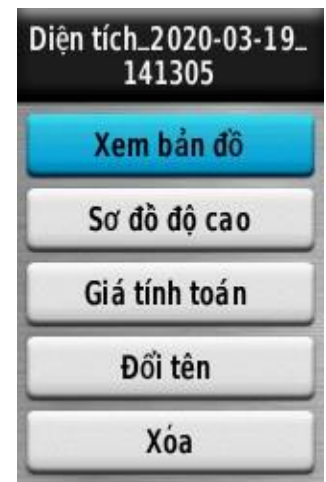 Diện tích_2020-03-19_
141305
Xem bản đồ
Sơ đồ độ cao
Giá tính toán
Đổi tên
Xóa